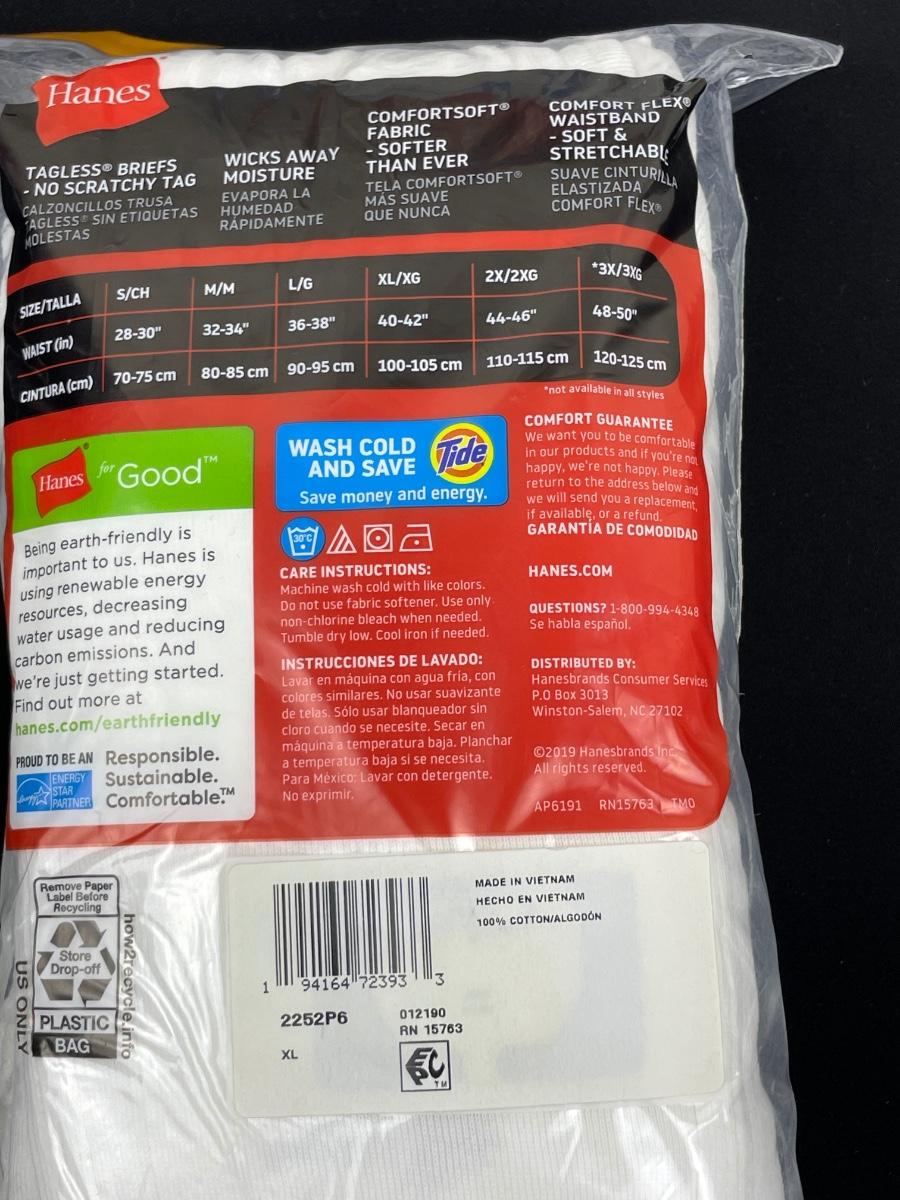 Hanes
TAGLESS® BRIEFS
- NO SCRATCHY TAG
CALZONCILLOS TRUSA
TAGLESS® SIN ETIQUETAS
MOLESTAS
WICKS AWAY
MOISTURE
EVAPORA LA
HUMEDAD
RÁPIDAMENTE
COMFORTSOFT®
FABRIC
- SOFTER
THAN EVER
TELA COMFORTSOFT®
MÁS SUAVE
QUE NUNCA
COMFORT FLEX®
WAISTBAND
- SOFT &
STRETCHABLE
SUAVE CINTURILLA
ELASTIZADA
COMFORT FLEX®
SIZE/TALLA S/CH M/M L/G XL/XG 2X/2XG *3X/3XG
WAIST (in) 28-30" 32-34" 36-38" 40-42" 44-46" 48-50"
CINTURA (cm) 70-75 cm 80-85 cm 90-95 cm 100-105 cm 110-115 cm 120-125 cm
*not available in all styles
Hanes® for Good™
Being earth-friendly is
important to us. Hanes is
using renewable energy
resources, decreasing
water usage and reducing
carbon emissions. And
we're just getting started.
Find out more at
hanes.com/earthfriendly
PROUD TO BE AN
energy
ENERGY
STAR
PARTNER
Responsible.
Sustainable.
Comfortable.™
WASH COLD
AND SAVE
Tide
Save money and energy.
30°C
CARE INSTRUCTIONS:
Machine wash cold with like colors.
Do not use fabric softener. Use only
non-chlorine bleach when needed.
Tumble dry low. Cool iron if needed.
INSTRUCCIONES DE LAVADO:
Lavar en máquina con agua fría, con
colores similares. No usar suavizante
de telas. Sólo usar blanqueador sin
cloro cuando se necesite. Secar en
máquina a temperatura baja. Planchar
a temperatura baja si se necesita.
Para México: Lavar con detergente.
No exprimir.
COMFORT GUARANTEE
We want you to be comfortable
in our products and if you're not
happy, we're not happy. Please
return to the address below and
we will send you a replacement,
if available, or a refund.
GARANTÍA DE COMODIDAD
HANES.COM
QUESTIONS? 1-800-994-4348
Se habla español.
DISTRIBUTED BY:
Hanesbrands Consumer Services
P.O Box 3013
Winston-Salem, NC 27102
©2019 Hanesbrands Inc.
All rights reserved.
AP6191 RN15763 TMO
Remove Paper
Label Before
Recycling
Store
Drop-off
PLASTIC
BAG
US ONLY
how2recycle.info
1 94164 72393 3
MADE IN VIETNAM
HECHO EN VIETNAM
100% COTTON/ALGODÓN
2252P6
012190
RN 15763
XL
EPC
TM